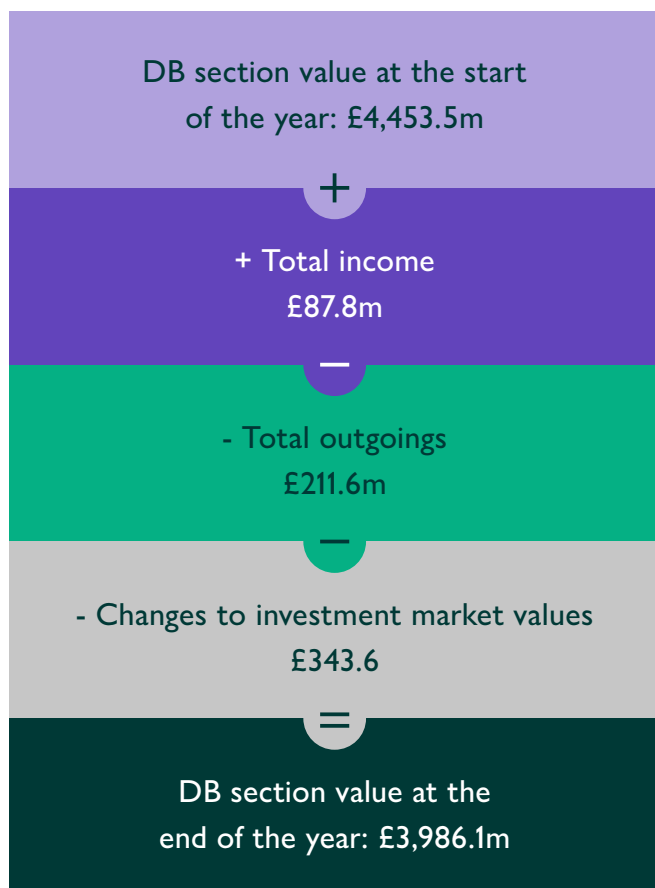 DB section value at the start
of the year: £4,453.5m
+
+ Total income
£87.8m
−
- Total outgoings
£211.6m
−
- Changes to investment market values
£343.6
=
DB section value at the
end of the year: £3,986.1m